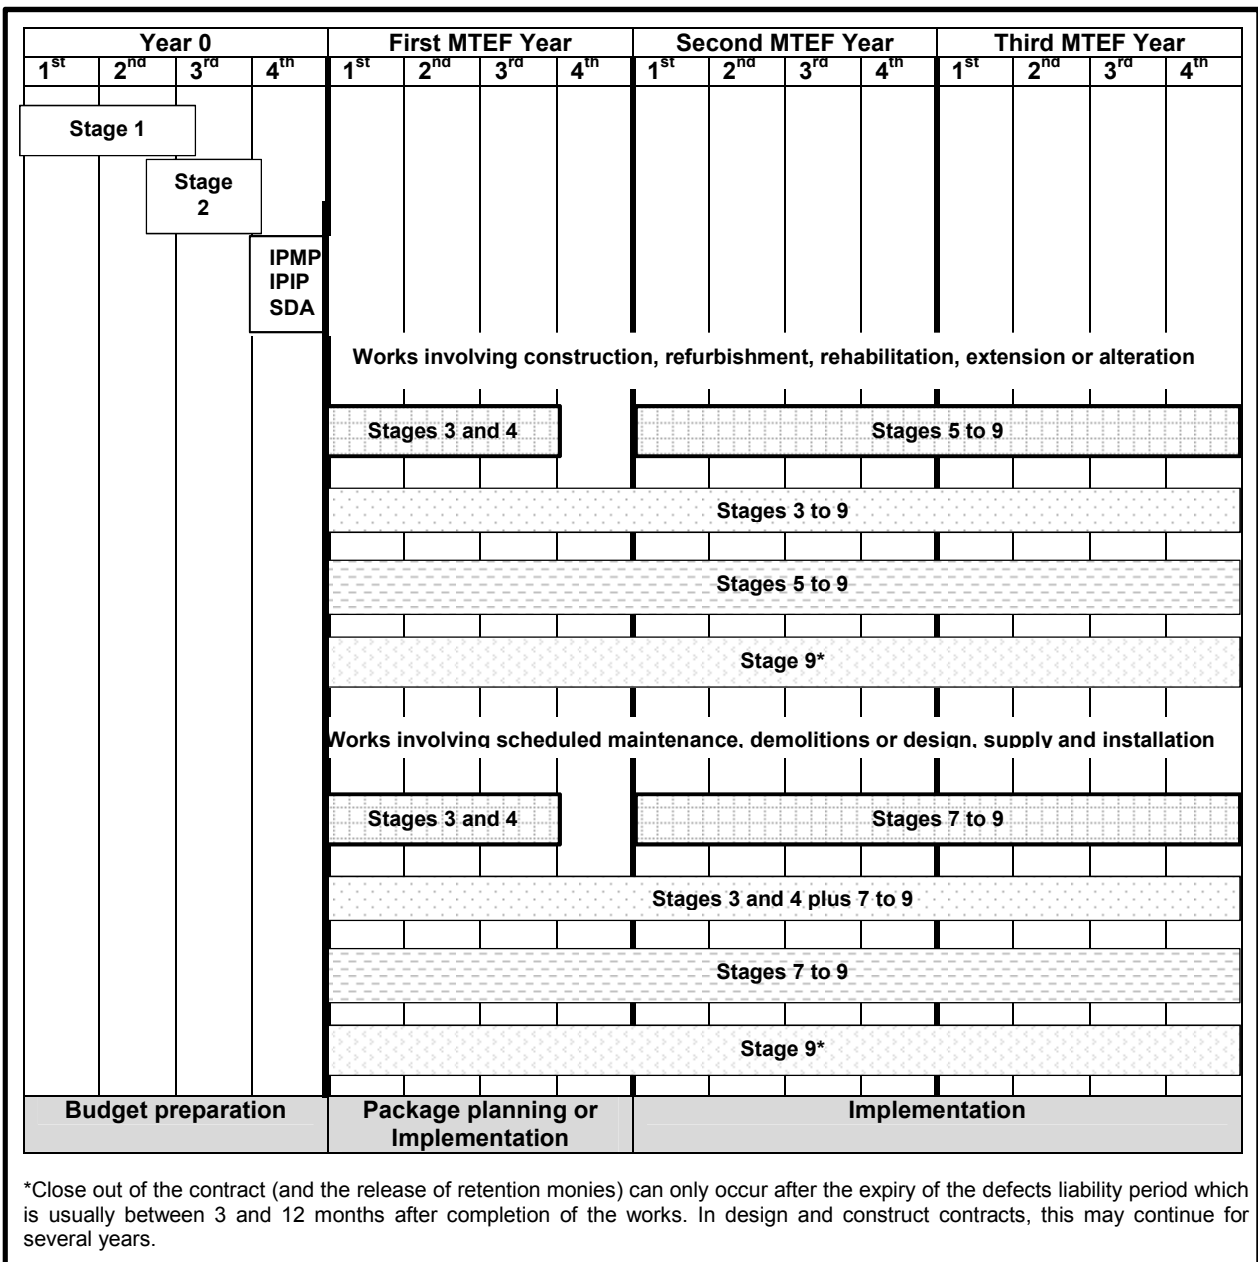 Year 0 First MTEF Year Second MTEF Year Third MTEF Year
1st 2nd 3rd 4th 1st 2nd 3rd 4th 1st 2nd 3rd 4th 1st 2nd 3rd 4th
Stage 1
Stage
2
IPMP
IPIP
SDA
Works involving construction, refurbishment, rehabilitation, extension or alteration
Stages 3 and 4 Stages 5 to 9
Stages 3 to 9
Stages 5 to 9
Stage 9*
Works involving scheduled maintenance, demolitions or design, supply and installation
Stages 3 and 4 Stages 7 to 9
Stages 3 and 4 plus 7 to 9
Stages 7 to 9
Stage 9*
Budget preparation Package planning or Implementation
Implementation
*Close out of the contract (and the release of retention monies) can only occur after the expiry of the defects liability period which
is usually between 3 and 12 months after completion of the works. In design and construct contracts, this may continue for
several years.